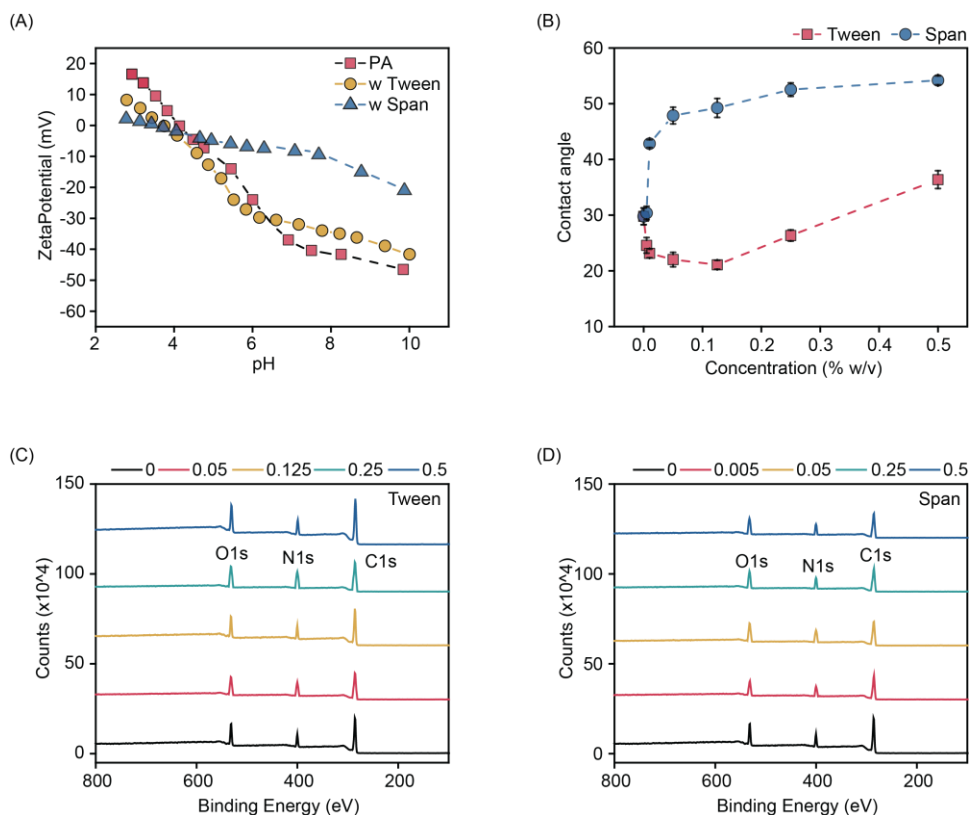 (A)
PA
w Tween
w Span
20
10
0
-10
-20
-30
-40
-50
-60
ZetaPotential (mV)
2
4
6
8
10
pH
(B)
Tween
Span
60
50
40
30
20
10
Contact angle
0.0
0.1
0.2
0.3
0.4
0.5
Concentration (% w/v)
(C)
0
0.05
0.125
0.25
0.5
Tween
O1s
N1s
C1s
150
100
50
0
Counts (x10^4)
800
600
400
200
Binding Energy (eV)
(D)
0
0.005
0.05
0.25
0.5
Span
O1s
N1s
C1s
150
100
50
0
Counts (x10^4)
800
600
400
200
Binding Energy (eV)